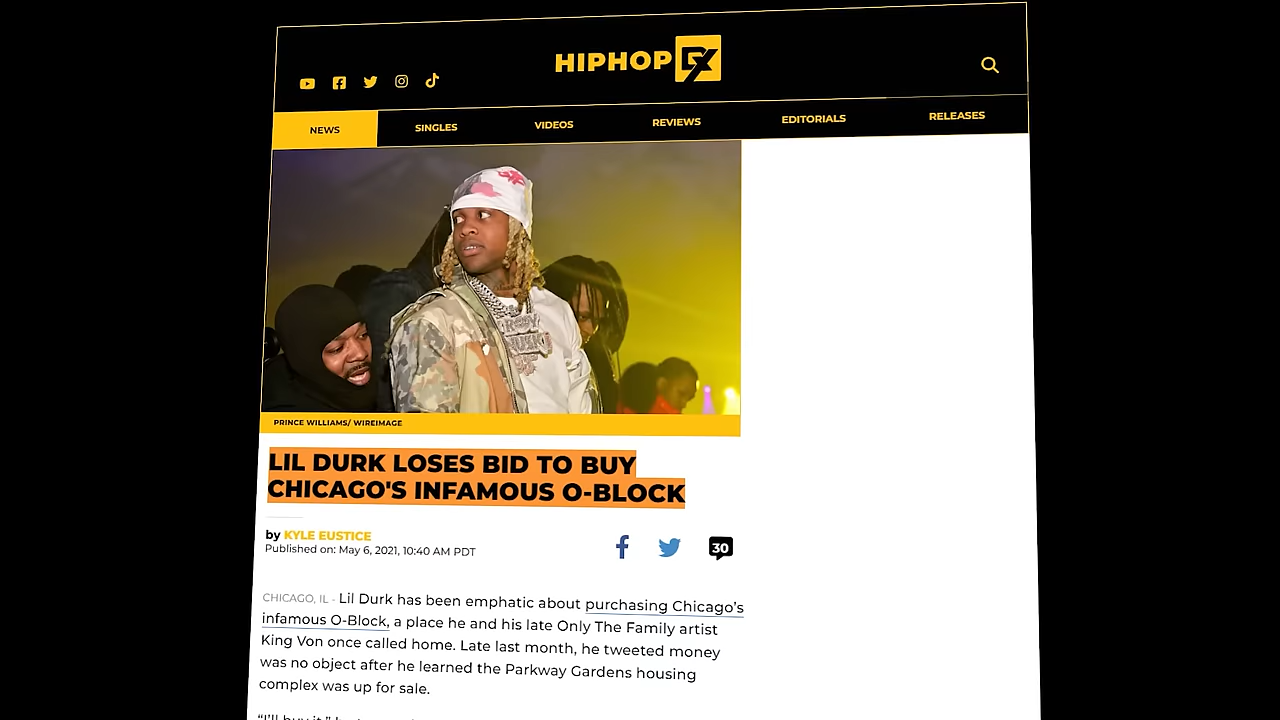 HIPHOP DX
NEWS
SINGLES
VIDEOS
REVIEWS
EDITORIALS
RELEASES
PRINCE WILLIAMS/ WIREIMAGE
LIL DURK LOSES BID TO BUY
CHICAGO'S INFAMOUS O-BLOCK
by KYLE EUSTICE
Published on: May 6, 2021, 10:40 AM PDT
30
CHICAGO, IL - Lil Durk has been emphatic about purchasing Chicago's
infamous O-Block, a place he and his late Only The Family artist
King Von once called home. Late last month, he tweeted money
was no object after he learned the Parkway Gardens housing
complex was up for sale.